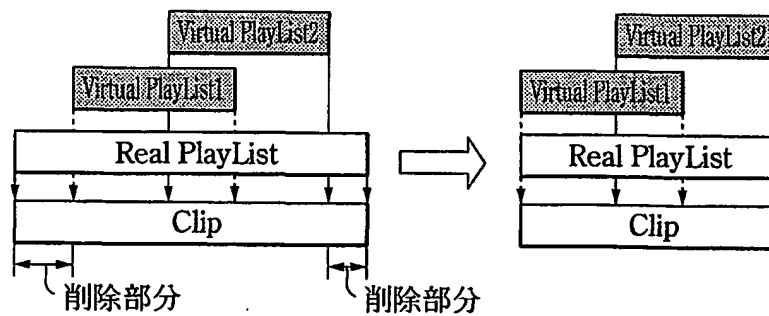 Virtual PlayList2
Virtual PlayList1
Real PlayList
Clip
削除部分
削除部分
Virtual PlayList2
Virtual PlayList1
Real PlayList
Clip